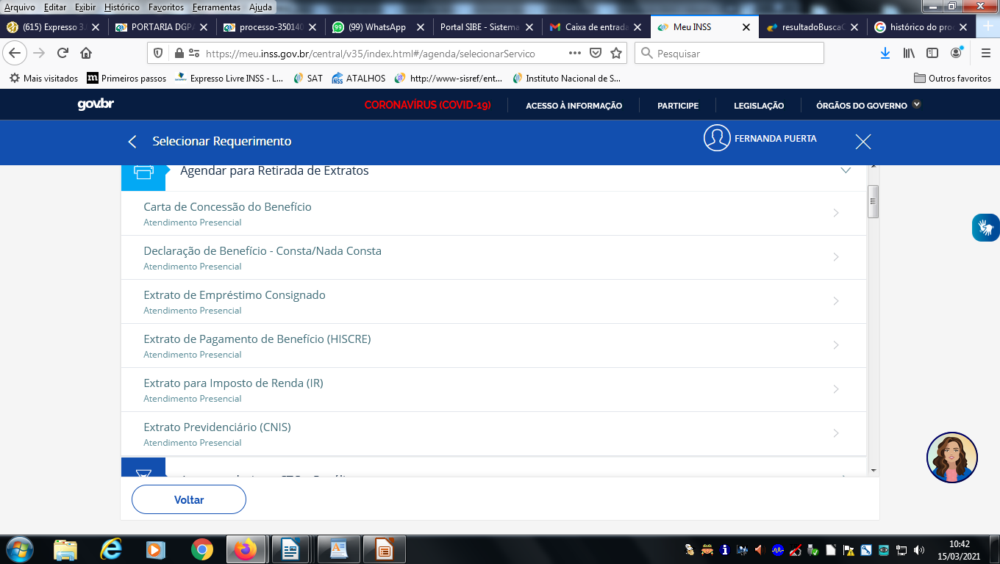 Arquivo Editar Exibir Histórico Favoritos Ferramentas Ajuda
(615) Expresso 3. PORTARIA DGPA processo-350140 (99) WhatsApp Portal SIBE - Sistema Caixa de entrada Meu INSS resultadoBusca histórico do pro
https://meu.inss.gov.br/central/v35/index.html#/agenda/selecionarServico Pesquisar
Mais visitados Primeiros passos Expresso Livre INSS - L... SAT ATALHOS http://www-sisref/ent... Instituto Nacional de S... Outros favoritos
gov.br CORONAVÍRUS (COVID-19) ACESSO À INFORMAÇÃO PARTICIPE LEGISLAÇÃO ÓRGÃOS DO GOVERNO
Selecionar Requerimento FERNANDA PUERTA
Agendar para Retirada de Extratos
Carta de Concessão do Benefício
Atendimento Presencial
Declaração de Benefício - Consta/Nada Consta
Atendimento Presencial
Extrato de Empréstimo Consignado
Atendimento Presencial
Extrato de Pagamento de Benefício (HISCRE)
Atendimento Presencial
Extrato para Imposto de Renda (IR)
Atendimento Presencial
Extrato Previdenciário (CNIS)
Atendimento Presencial
Voltar
10:42
15/03/2021